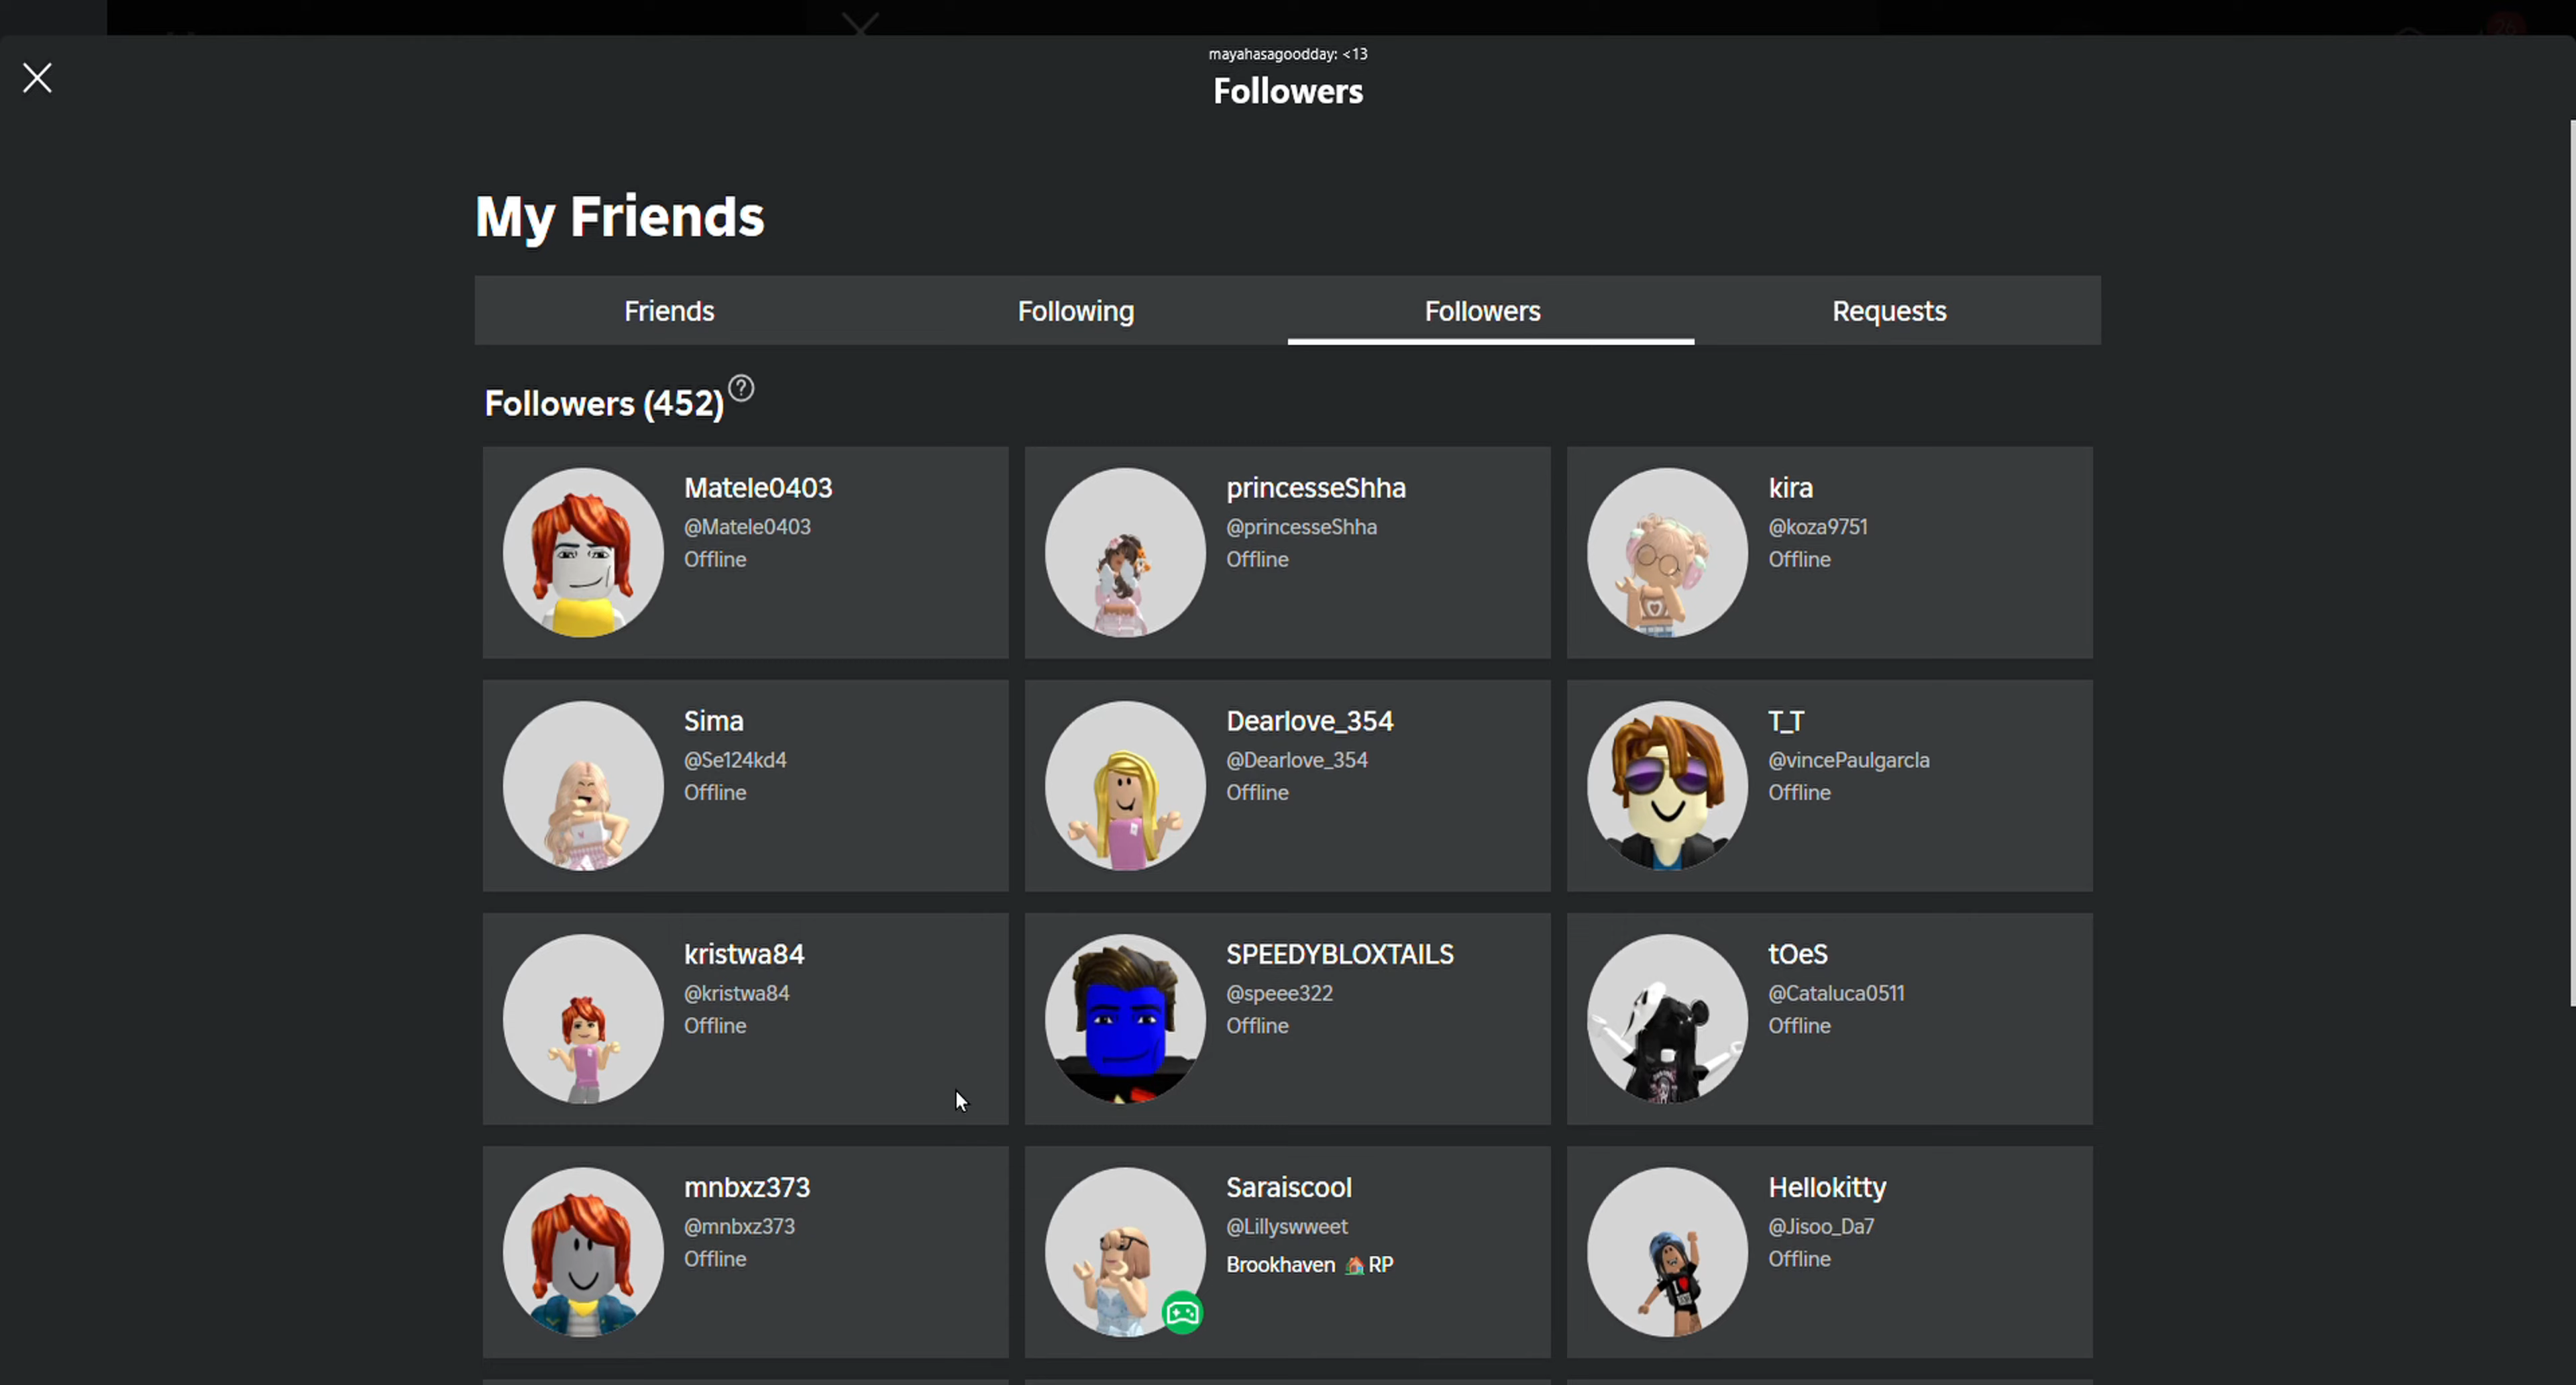 26
mayahasagoodday: <13
Followers
My Friends
Friends
Following
Followers
Requests
Followers (452)
Matele0403
@Matele0403
Offline
princesseShha
@princesseShha
Offline
kira
@koza9751
Offline
Sima
@Se124kd4
Offline
Dearlove_354
@Dearlove_354
Offline
T_T
@vincePaulgarcla
Offline
kristwa84
@kristwa84
Offline
SPEEDYBLOXTAILS
@speee322
Offline
tOeS
@Cataluca0511
Offline
mnbxz373
@mnbxz373
Offline
Saraiscool
@Lillyswweet
Brookhaven 🏠RP
Hellokitty
@Jisoo_Da7
Offline